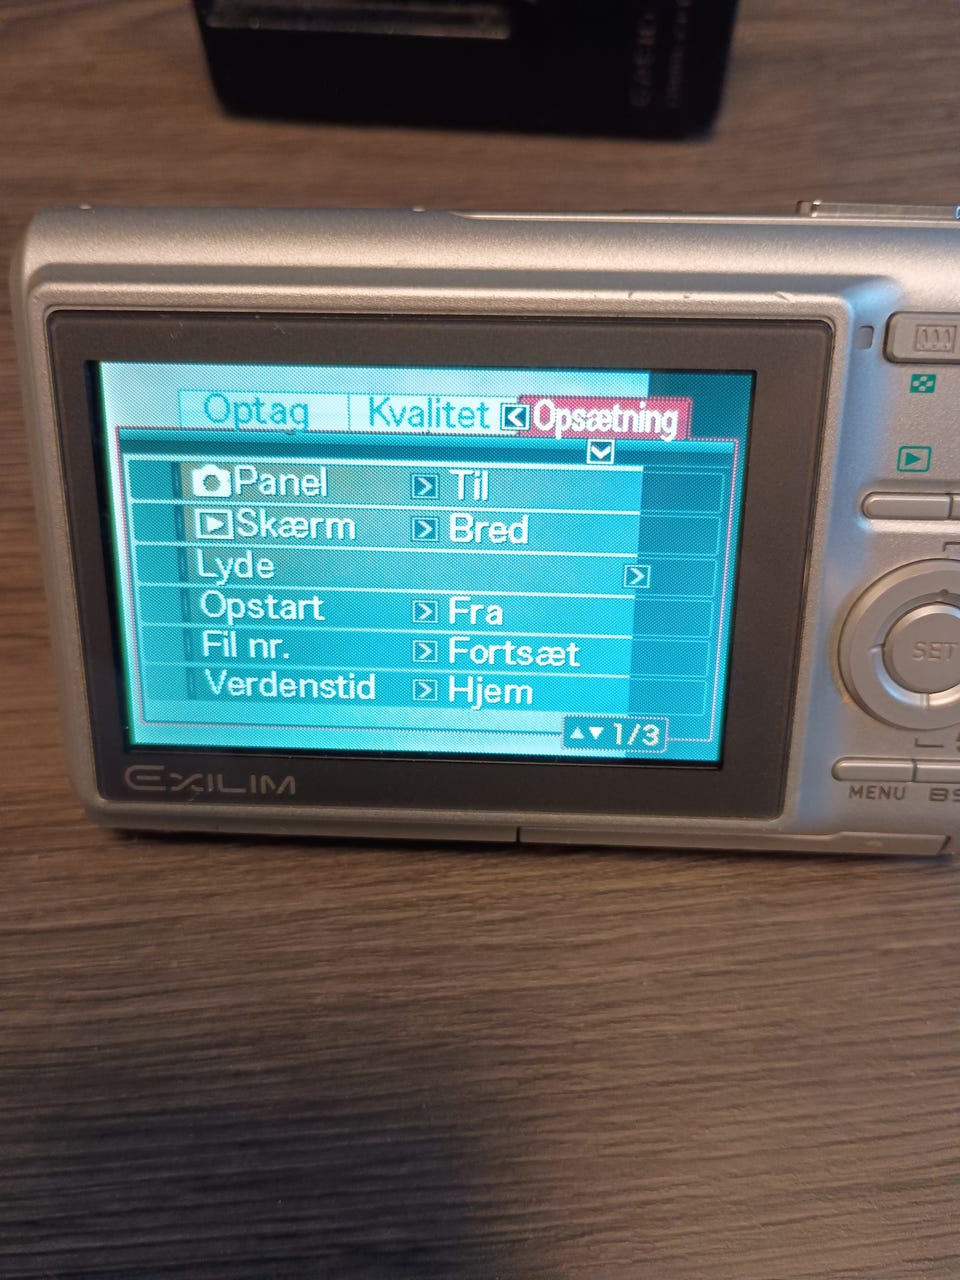 Optag Kvalitet Opsætning
Panel Til
Skærm Bred
Lyde
Opstart Fra
Fil nr. Fortsæt
Verdenstid Hjem
1/3
EXILIM
SET
MENU BS